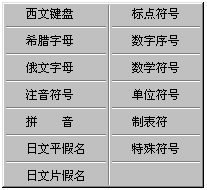 西文键盘
标点符号
希腊字母
数字序号
俄文字母
数学符号
注音符号
单位符号
拼　　音
制表符
日文平假名
特殊符号
日文片假名